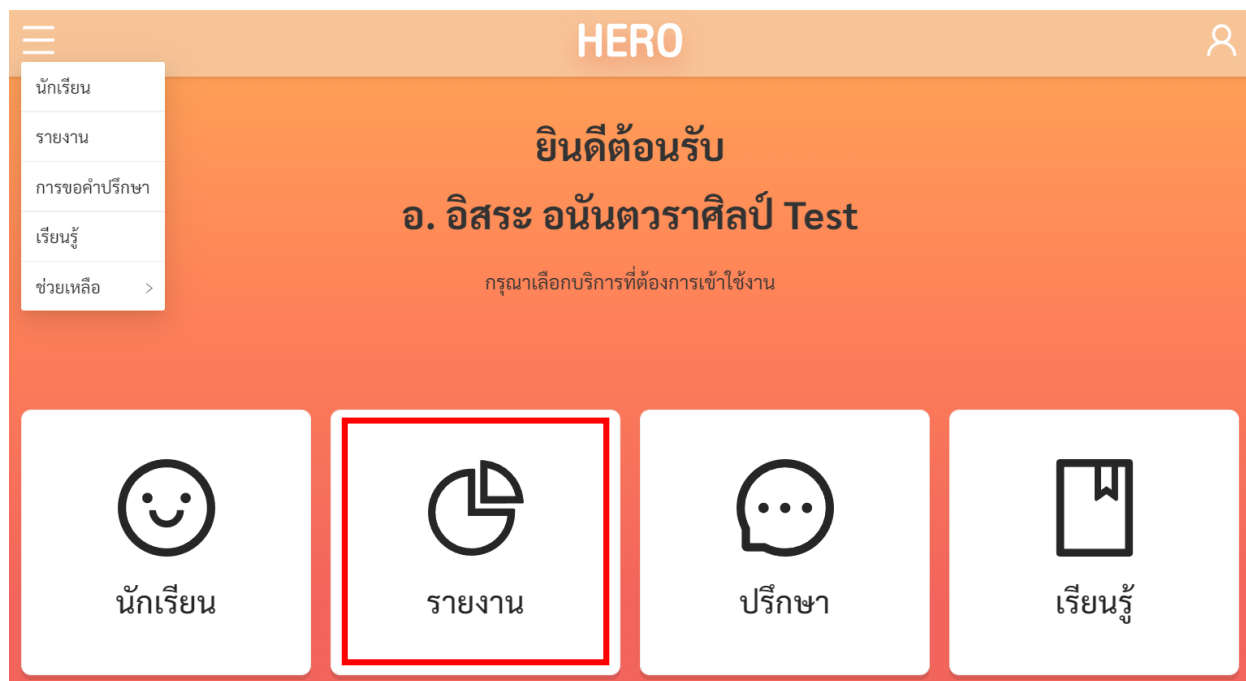 HERO
นักเรียน
รายงาน
การขอคำปรึกษา
เรียนรู้
ช่วยเหลือ >
ยินดีต้อนรับ
อ. อิสระ อนันตวราศิลป์ Test
กรุณาเลือกบริการที่ต้องการเข้าใช้งาน
นักเรียน
รายงาน
ปรึกษา
เรียนรู้